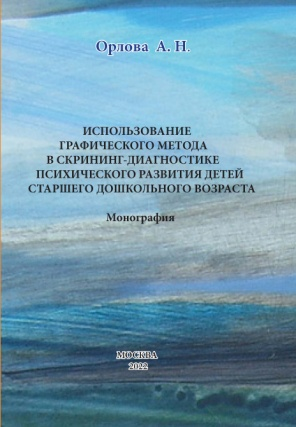 Орлова А. Н.
ИСПОЛЬЗОВАНИЕ
ГРАФИЧЕСКОГО МЕТОДА
В СКРИНИНГ-ДИАГНОСТИКЕ
ПСИХИЧЕСКОГО РАЗВИТИЯ ДЕТЕЙ
СТАРШЕГО ДОШКОЛЬНОГО ВОЗРАСТА
Монография
МОСКВА
2022